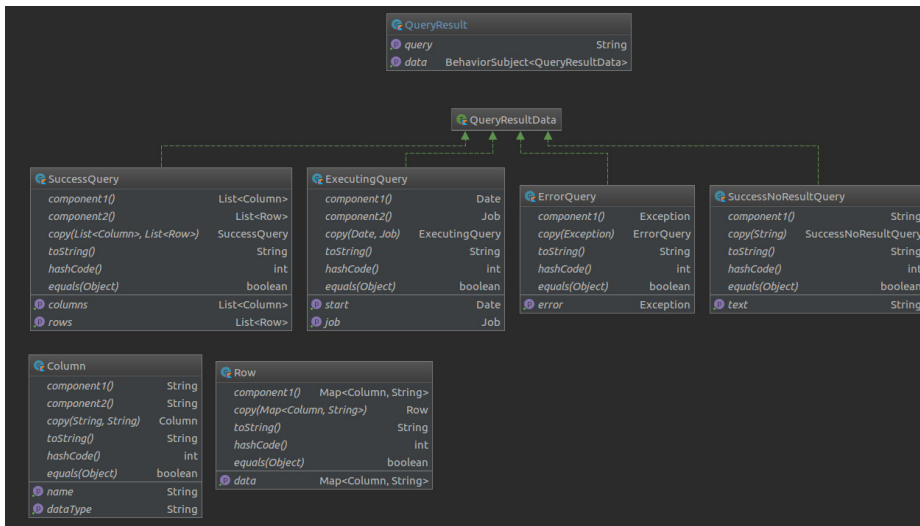 QueryResult
query String
data BehaviorSubject<QueryResultData>
QueryResultData
SuccessQuery
component1() List<Column>
component2() List<Row>
copy(List<Column>, List<Row>) SuccessQuery
toString() String
hashCode() int
equals(Object) boolean
columns List<Column>
rows List<Row>
ExecutingQuery
component1() Date
component2() Job
copy(Date, Job) ExecutingQuery
toString() String
hashCode() int
equals(Object) boolean
start Date
job Job
ErrorQuery
component1() Exception
copy(Exception) ErrorQuery
toString() String
hashCode() int
equals(Object) boolean
error Exception
SuccessNoResultQuery
component1() String
copy(String) SuccessNoResultQuery
toString() String
hashCode() int
equals(Object) boolean
text String
Column
component1() String
component2() String
copy(String, String) Column
toString() String
hashCode() int
equals(Object) boolean
name String
dataType String
Row
component1() Map<Column, String>
copy(Map<Column, String>) Row
toString() String
hashCode() int
equals(Object) boolean
data Map<Column, String>